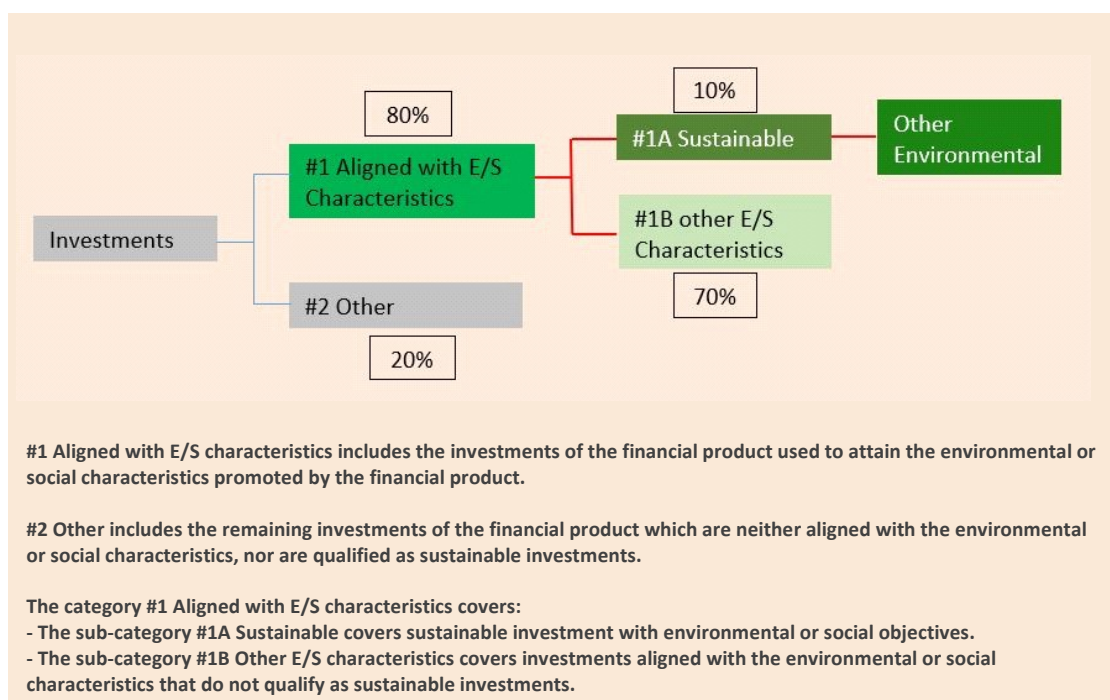 80%
#1 Aligned with E/S
Characteristics
10%
#1A Sustainable
Other
Environmental
Investments
#1B other E/S
Characteristics
70%
#2 Other
20%
#1 Aligned with E/S characteristics includes the investments of the financial product used to attain the environmental or
social characteristics promoted by the financial product.
#2 Other includes the remaining investments of the financial product which are neither aligned with the environmental
or social characteristics, nor are qualified as sustainable investments.
The category #1 Aligned with E/S characteristics covers:
- The sub-category #1A Sustainable covers sustainable investment with environmental or social objectives.
- The sub-category #1B Other E/S characteristics covers investments aligned with the environmental or social
characteristics that do not qualify as sustainable investments.